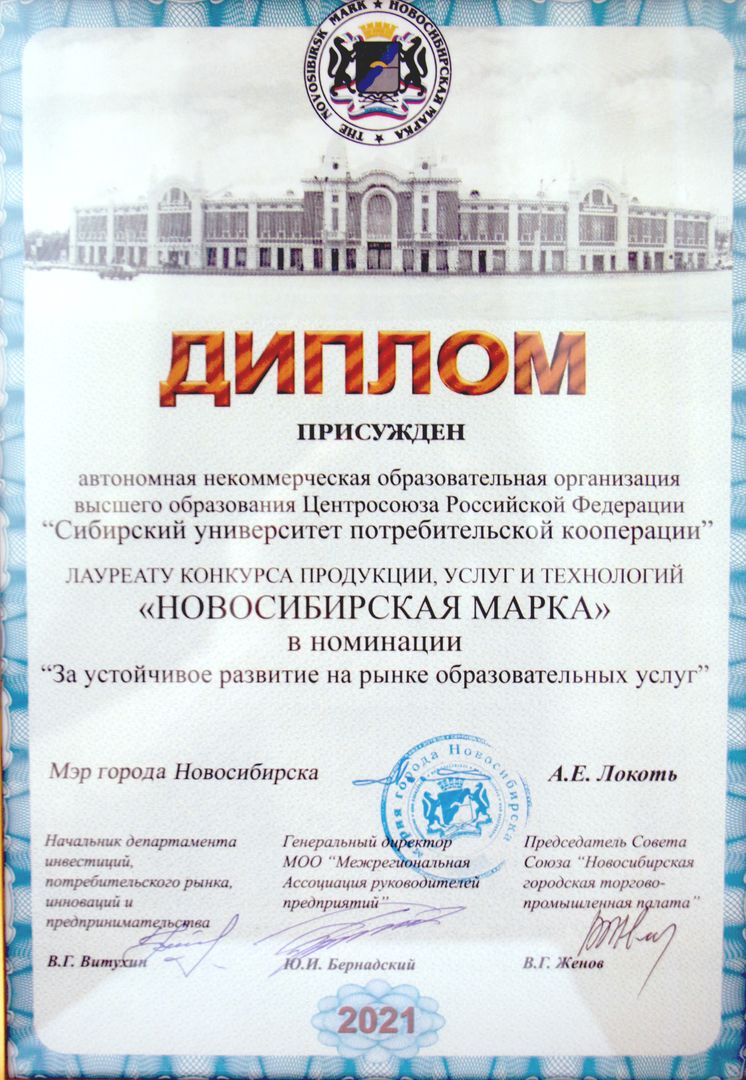 THE NOVOSIBIRSK MARK ★ НОВОСИБИРСКАЯ МАРКА ★
ДИПЛОМ
ПРИСУЖДЕН
автономная некоммерческая образовательная организация
высшего образования Центросоюза Российской Федерации
“Сибирский университет потребительской кооперации”
ЛАУРЕАТУ КОНКУРСА ПРОДУКЦИИ, УСЛУГ И ТЕХНОЛОГИЙ
«НОВОСИБИРСКАЯ МАРКА»
в номинации
“За устойчивое развитие на рынке образовательных услуг”
Мэр города Новосибирска
А.Е. Локоть
Мэрия города Новосибирска
Начальник департамента
инвестиций,
потребительского рынка,
инноваций и
предпринимательства
В.Г. Витухин
Генеральный директор
МОО “Межрегиональная
Ассоциация руководителей
предприятий”
Ю.И. Бернадский
Председатель Совета
Союза “Новосибирская
городская торгово-
промышленная палата”
В.Г. Женов
2021